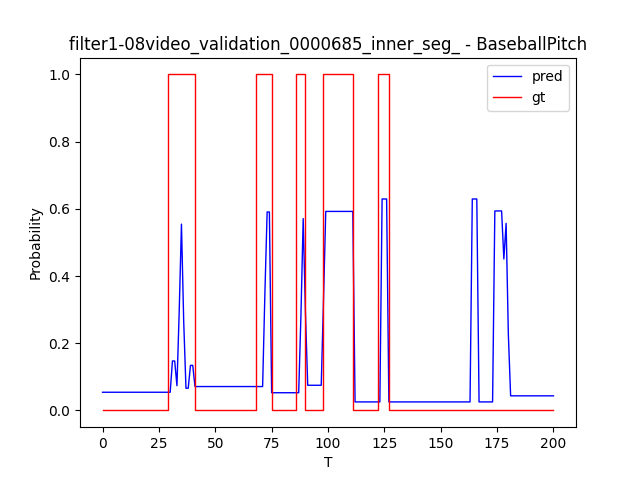 filter1-08video_validation_0000685_inner_seg_ - BaseballPitch
pred
gt
1.0
0.8
0.6
0.4
0.2
0.0
Probability
0 25 50 75 100 125 150 175 200
T